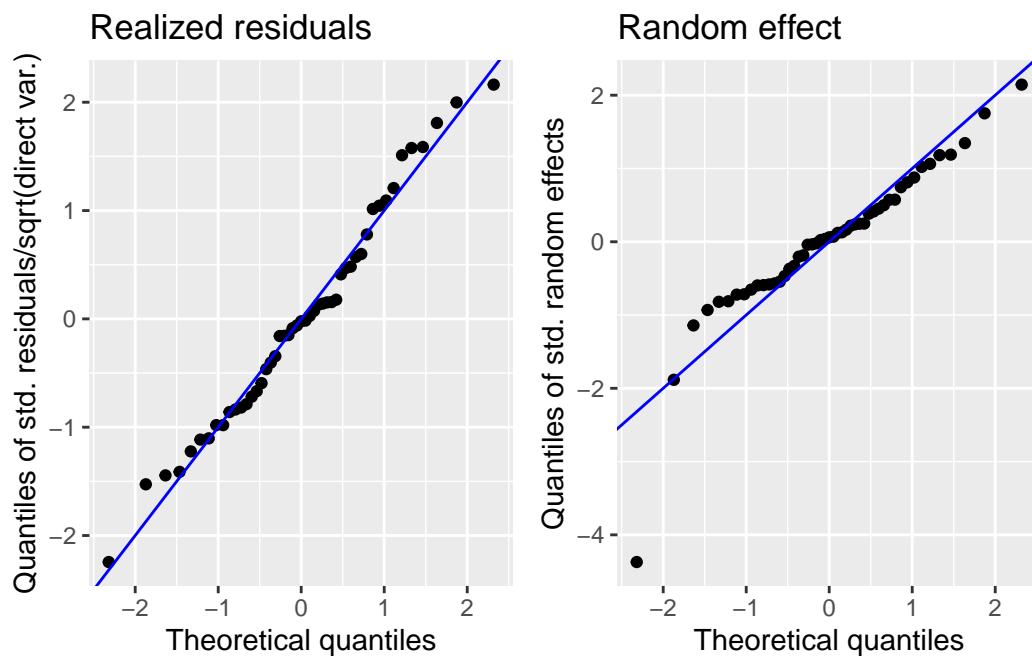 Realized residuals
Quantiles of std. residuals/sqrt(direct var.)
2
1
0
−1
−2
−2 −1 0 1 2
Theoretical quantiles
Random effect
Quantiles of std. random effects
2
0
−2
−4
−2 −1 0 1 2
Theoretical quantiles